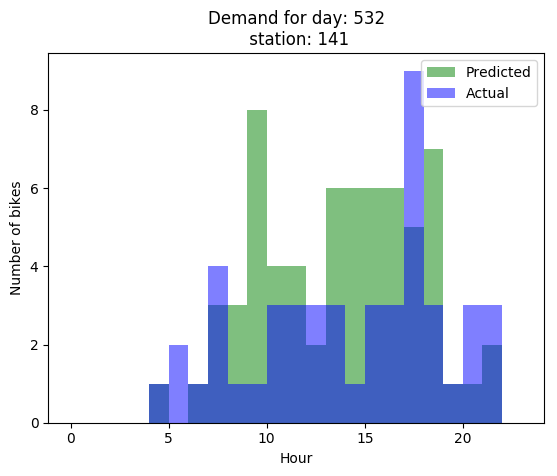 Demand for day: 532
station: 141
Predicted
Actual
Number of bikes
8
6
4
2
0
0
5
10
15
20
Hour